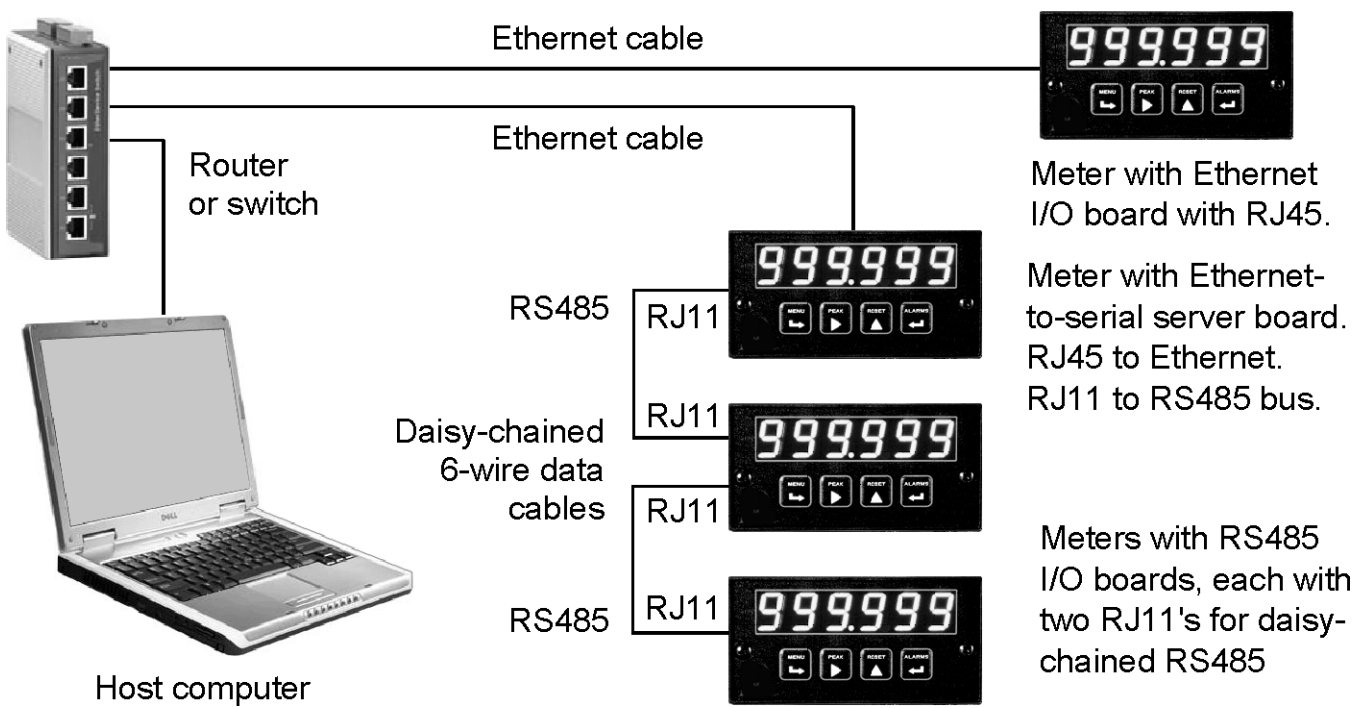 Ethernet cable
999.999
MENU PEAK RESET ALARMS
Ethernet cable
Router
or switch
Meter with Ethernet
I/O board with RJ45.
999.999
MENU PEAK RESET ALARMS
RS485
RJ11
Meter with Ethernet-
to-serial server board.
RJ45 to Ethernet.
RJ11 to RS485 bus.
RJ11
999.999
MENU PEAK RESET ALARMS
Daisy-chained
6-wire data
cables
RJ11
DELL
Meters with RS485
I/O boards, each with
two RJ11's for daisy-
chained RS485
RS485
RJ11
999.999
MENU PEAK RESET ALARMS
Host computer